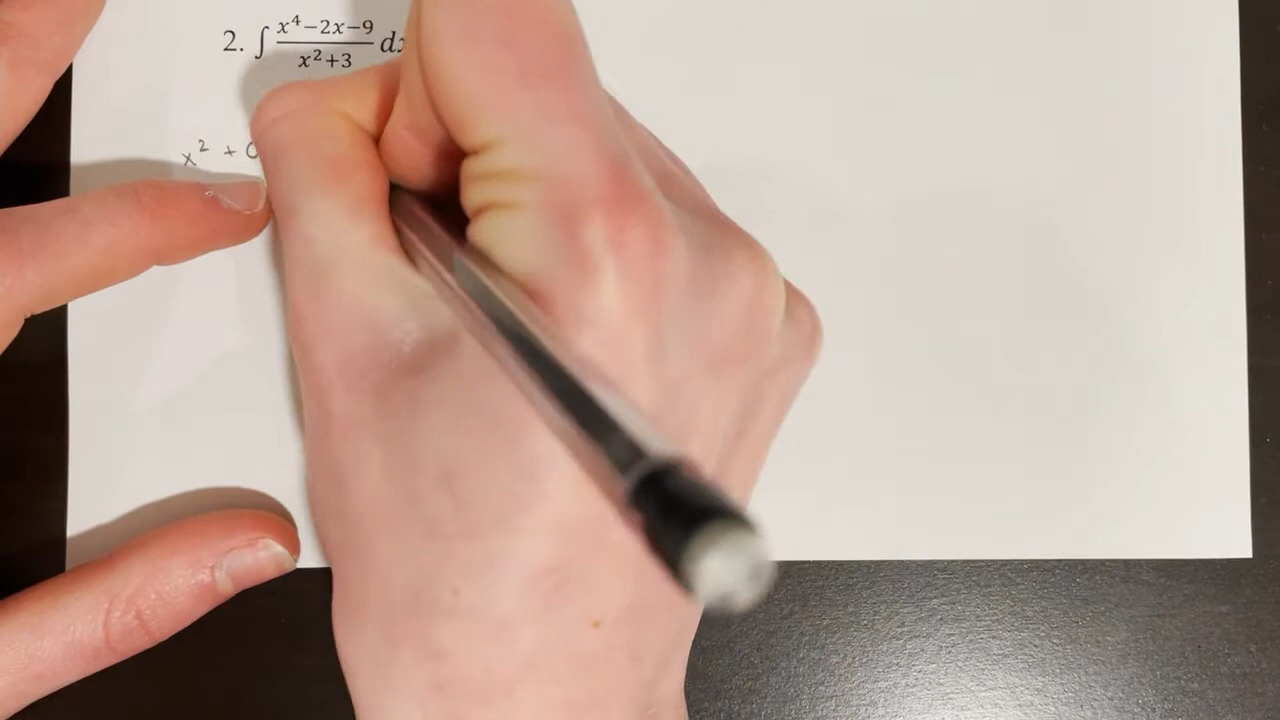 2. ∫ x⁴−2x−9 / x²+3 d
x² + 0